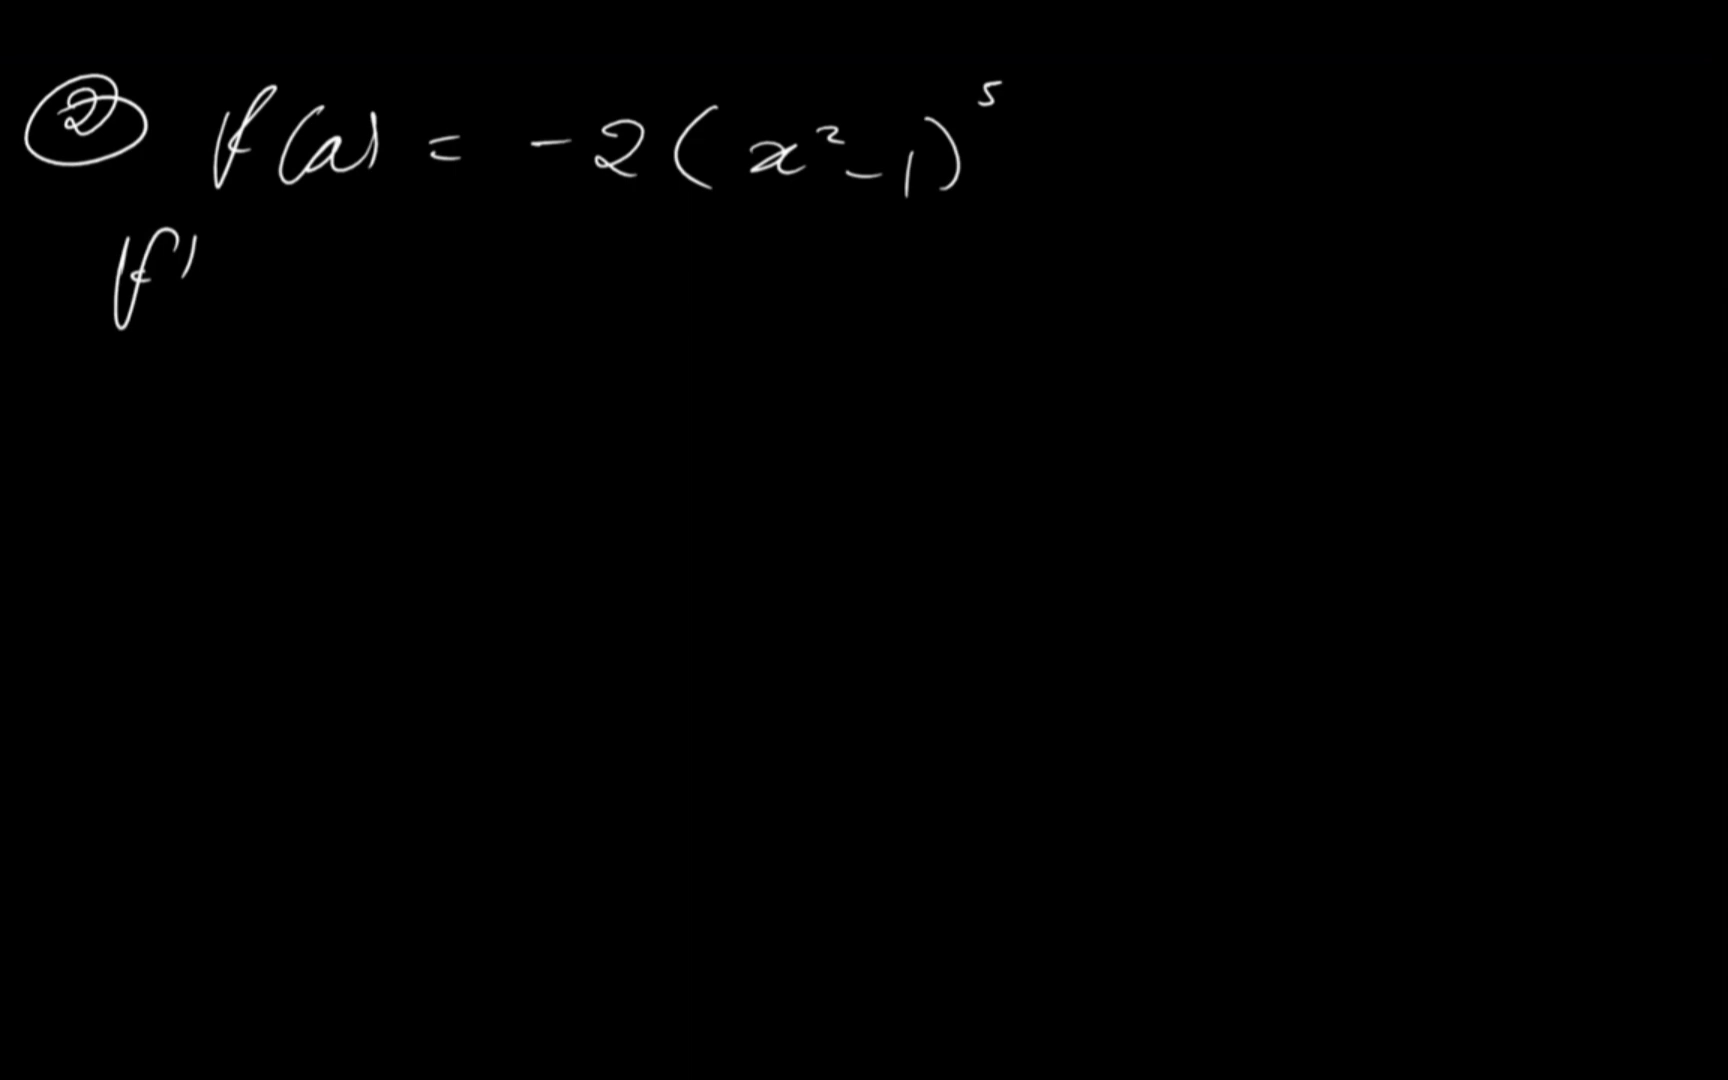 ② f(x) = -2(x²-1)⁵
f'